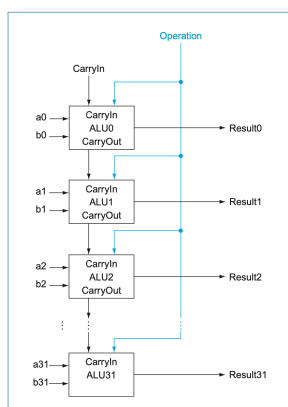 Operation
CarryIn
a0
b0
CarryIn
ALU0
CarryOut
Result0
a1
b1
CarryIn
ALU1
CarryOut
Result1
a2
b2
CarryIn
ALU2
CarryOut
Result2
a31
b31
CarryIn
ALU31
Result31